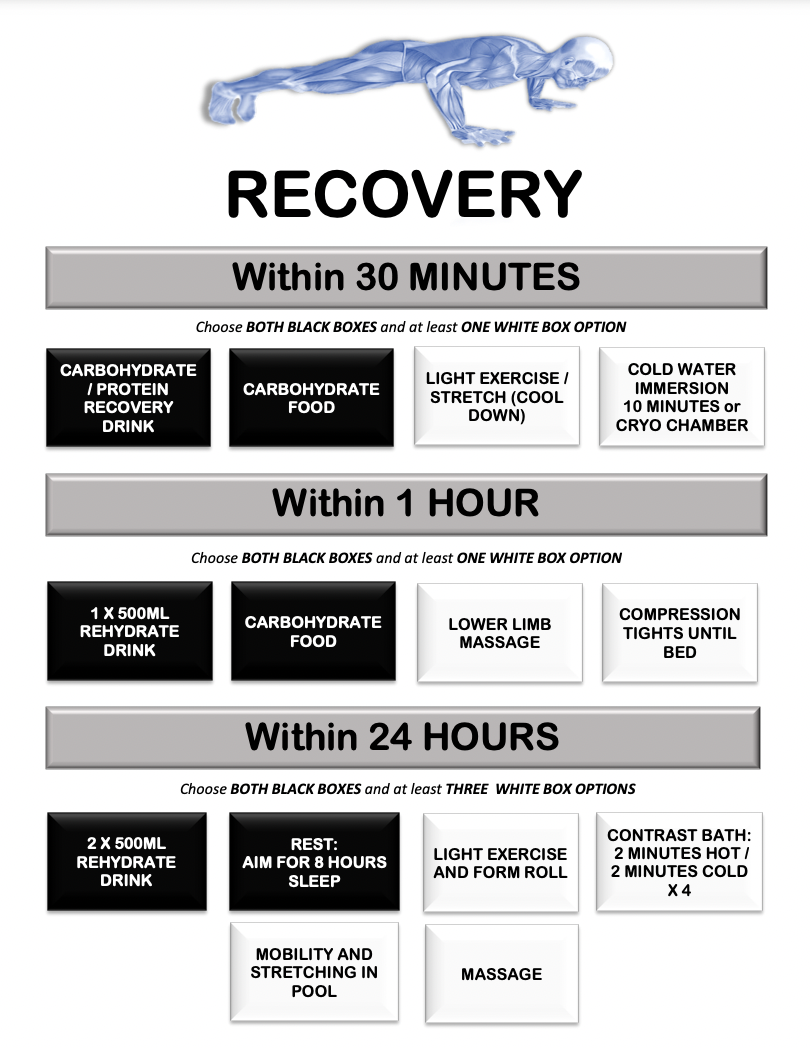 RECOVERY
Within 30 MINUTES
Choose BOTH BLACK BOXES and at least ONE WHITE BOX OPTION
CARBOHYDRATE
/ PROTEIN
RECOVERY
DRINK
CARBOHYDRATE
FOOD
LIGHT EXERCISE /
STRETCH (COOL
DOWN)
COLD WATER
IMMERSION
10 MINUTES or
CRYO CHAMBER
Within 1 HOUR
Choose BOTH BLACK BOXES and at least ONE WHITE BOX OPTION
1 X 500ML
REHYDRATE
DRINK
CARBOHYDRATE
FOOD
LOWER LIMB
MASSAGE
COMPRESSION
TIGHTS UNTIL
BED
Within 24 HOURS
Choose BOTH BLACK BOXES and at least THREE WHITE BOX OPTIONS
2 X 500ML
REHYDRATE
DRINK
REST:
AIM FOR 8 HOURS
SLEEP
LIGHT EXERCISE
AND FORM ROLL
CONTRAST BATH:
2 MINUTES HOT /
2 MINUTES COLD
X 4
MOBILITY AND
STRETCHING IN
POOL
MASSAGE